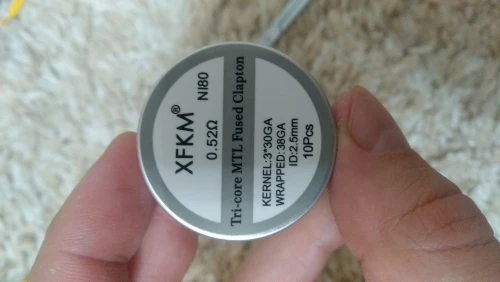 XFKM®
NI80
0.52Ω
Tri-core MTL Fused Clapton
KERNEL:3*30GA
WRAPPED:38GA
ID:2.5mm
10Pcs